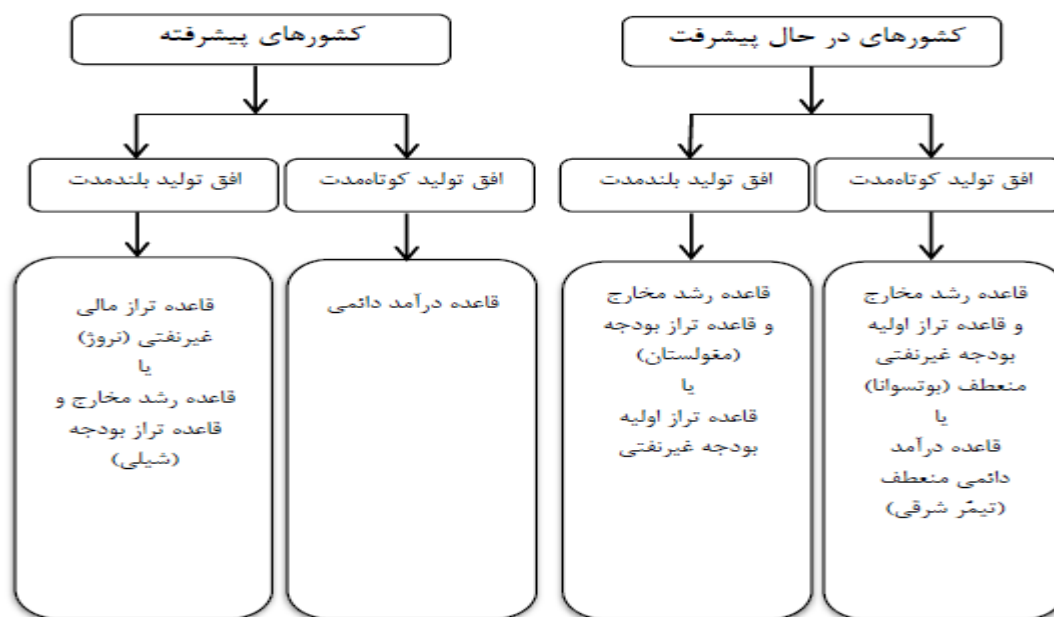 کشورهای در حال پیشرفت
کشورهای پیشرفته
افق تولید کوتاه‌مدت
افق تولید بلندمدت
افق تولید کوتاه‌مدت
افق تولید بلندمدت
قاعده رشد مخارج
و قاعده تراز اولیه
بودجه غیرنفتی
منعطف (بوتسوانا)
یا
قاعده درآمد
دائمی منعطف
(تیمّر شرقی)
قاعده رشد مخارج
و قاعده تراز بودجه
(مغولستان)
یا
قاعده تراز اولیه
بودجه غیرنفتی
قاعده درآمد دائمی
قاعده تراز مالی
غیرنفتی (نروژ)
یا
قاعده رشد مخارج و
قاعده تراز بودجه
(شیلی)